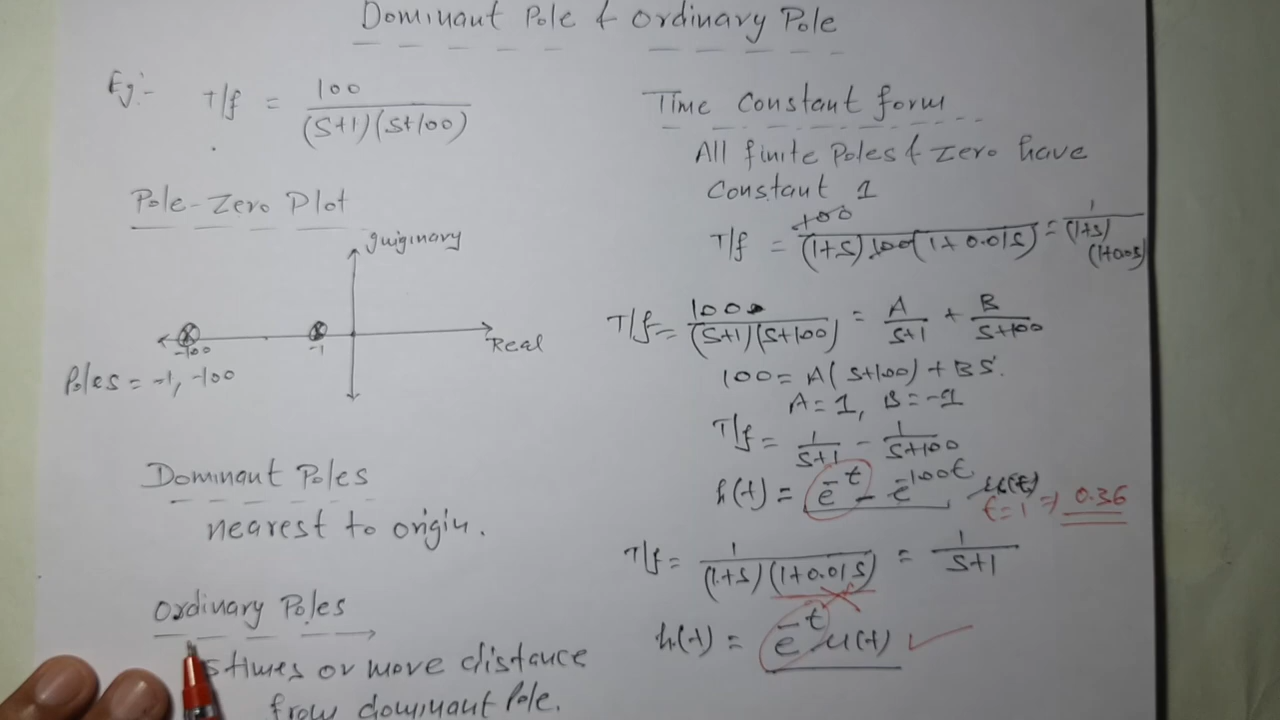 Dominant Pole & Ordinary Pole
Eg:- T/f = 100 / (S+1)(S+100)
Pole-Zero Plot
Imaginary
Real
-100 -1
Poles = -1, -100
Dominant Poles
nearest to origin.
Ordinary Poles
5 times or more distance
from dominant Pole.
Time Constant form
All finite Poles & Zero have
Constant 1
T/f = 100 / (1+S) 100 (1+0.01S) = 1 / (1+S)
T/f = 100 / (S+1)(S+100) = A / S+1 + B / S+100
100 = A(S+100) + BS
A = 1, B = -1
T/f = 1 / S+1 - 1 / S+100
h(t) = e^-t - e^-100t u(t)
t=1 => 0.36
T/f = 1 / (1+S)(1+0.01S) = 1 / S+1
h(t) = e^-t u(t)